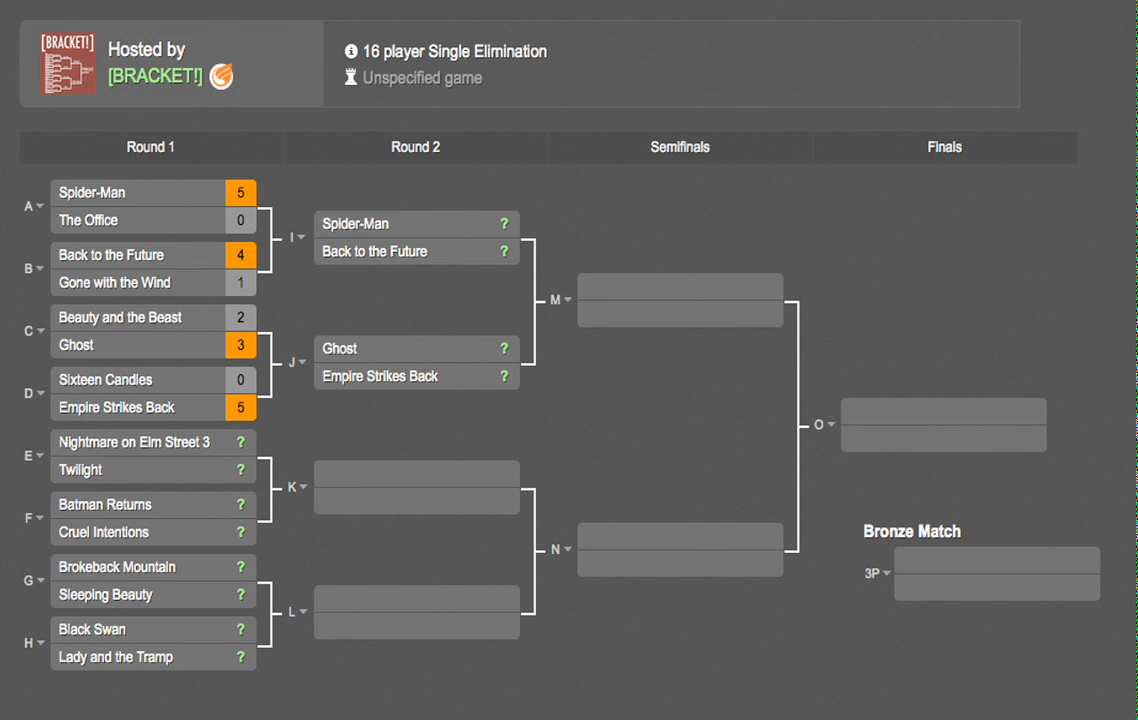 [BRACKET!]
Hosted by
[BRACKET!]
16 player Single Elimination
Unspecified game
Round 1 Round 2 Semifinals Finals
A
Spider-Man 5
The Office 0
B
Back to the Future 4
Gone with the Wind 1
C
Beauty and the Beast 2
Ghost 3
D
Sixteen Candles 0
Empire Strikes Back 5
E
Nightmare on Elm Street 3 ?
Twilight ?
F
Batman Returns ?
Cruel Intentions ?
G
Brokeback Mountain ?
Sleeping Beauty ?
H
Black Swan ?
Lady and the Tramp ?
I
Spider-Man ?
Back to the Future ?
J
Ghost ?
Empire Strikes Back ?
K
L
M
N
O
Bronze Match
3P